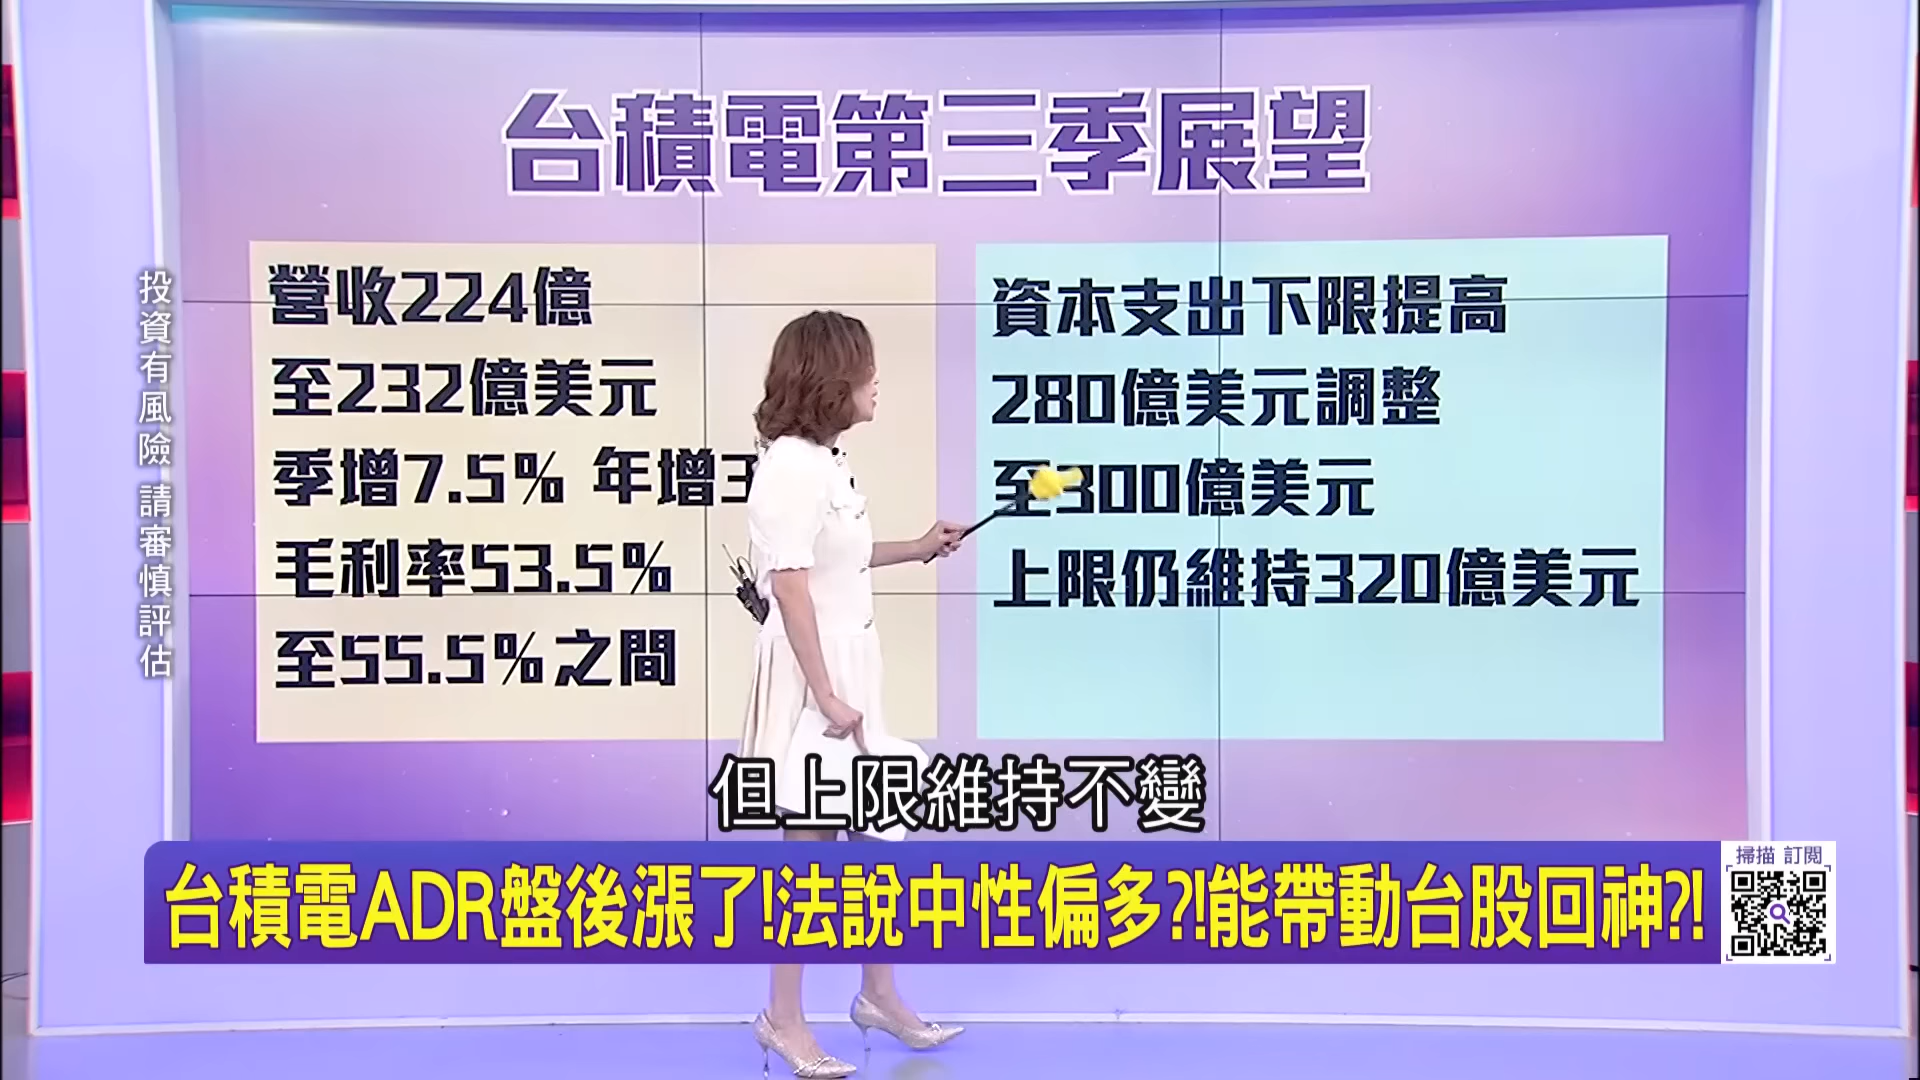 台積電第三季展望
投資有風險 請審慎評估
營收224億
至232億美元
季增7.5% 年增3
毛利率53.5%
至55.5%之間
資本支出下限提高
280億美元調整
至300億美元
上限仍維持320億美元
但上限維持不變
台積電ADR盤後漲了!法說中性偏多?!能帶動台股回神?!
掃描 訂閱